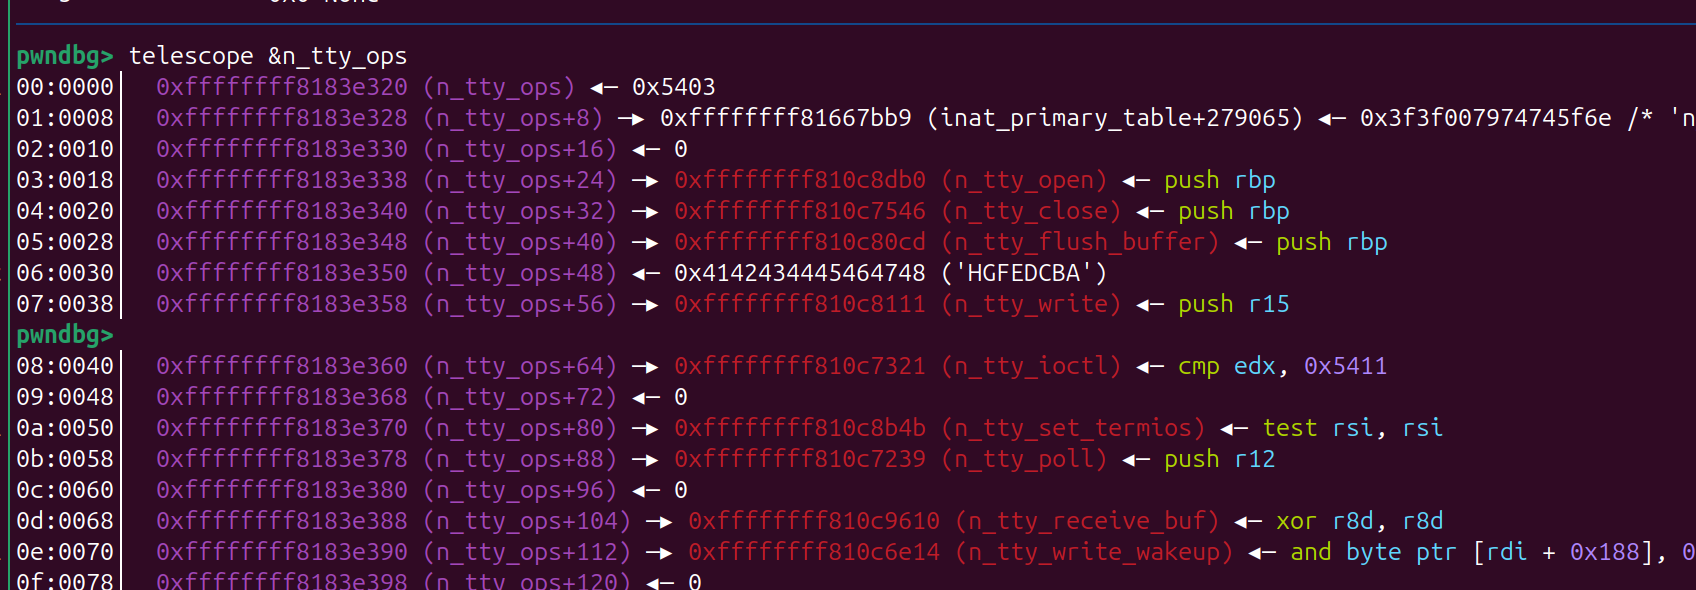 pwndbg> telescope &n_tty_ops
00:0000│  0xffffffff8183e320 (n_tty_ops) ◂— 0x5403
01:0008│  0xffffffff8183e328 (n_tty_ops+8) —▸ 0xffffffff81667bb9 (inat_primary_table+279065) ◂— 0x3f3f007974745f6e /* 'n
02:0010│  0xffffffff8183e330 (n_tty_ops+16) ◂— 0
03:0018│  0xffffffff8183e338 (n_tty_ops+24) —▸ 0xffffffff810c8db0 (n_tty_open) ◂— push rbp
04:0020│  0xffffffff8183e340 (n_tty_ops+32) —▸ 0xffffffff810c7546 (n_tty_close) ◂— push rbp
05:0028│  0xffffffff8183e348 (n_tty_ops+40) —▸ 0xffffffff810c80cd (n_tty_flush_buffer) ◂— push rbp
06:0030│  0xffffffff8183e350 (n_tty_ops+48) ◂— 0x4142434445464748 ('HGFEDCBA')
07:0038│  0xffffffff8183e358 (n_tty_ops+56) —▸ 0xffffffff810c8111 (n_tty_write) ◂— push r15
pwndbg>
08:0040│  0xffffffff8183e360 (n_tty_ops+64) —▸ 0xffffffff810c7321 (n_tty_ioctl) ◂— cmp edx, 0x5411
09:0048│  0xffffffff8183e368 (n_tty_ops+72) ◂— 0
0a:0050│  0xffffffff8183e370 (n_tty_ops+80) —▸ 0xffffffff810c8b4b (n_tty_set_termios) ◂— test rsi, rsi
0b:0058│  0xffffffff8183e378 (n_tty_ops+88) —▸ 0xffffffff810c7239 (n_tty_poll) ◂— push r12
0c:0060│  0xffffffff8183e380 (n_tty_ops+96) ◂— 0
0d:0068│  0xffffffff8183e388 (n_tty_ops+104) —▸ 0xffffffff810c9610 (n_tty_receive_buf) ◂— xor r8d, r8d
0e:0070│  0xffffffff8183e390 (n_tty_ops+112) —▸ 0xffffffff810c6e14 (n_tty_write_wakeup) ◂— and byte ptr [rdi + 0x188], 0
0f:0078│  0xffffffff8183e398 (n_tty_ops+120) ◂— 0